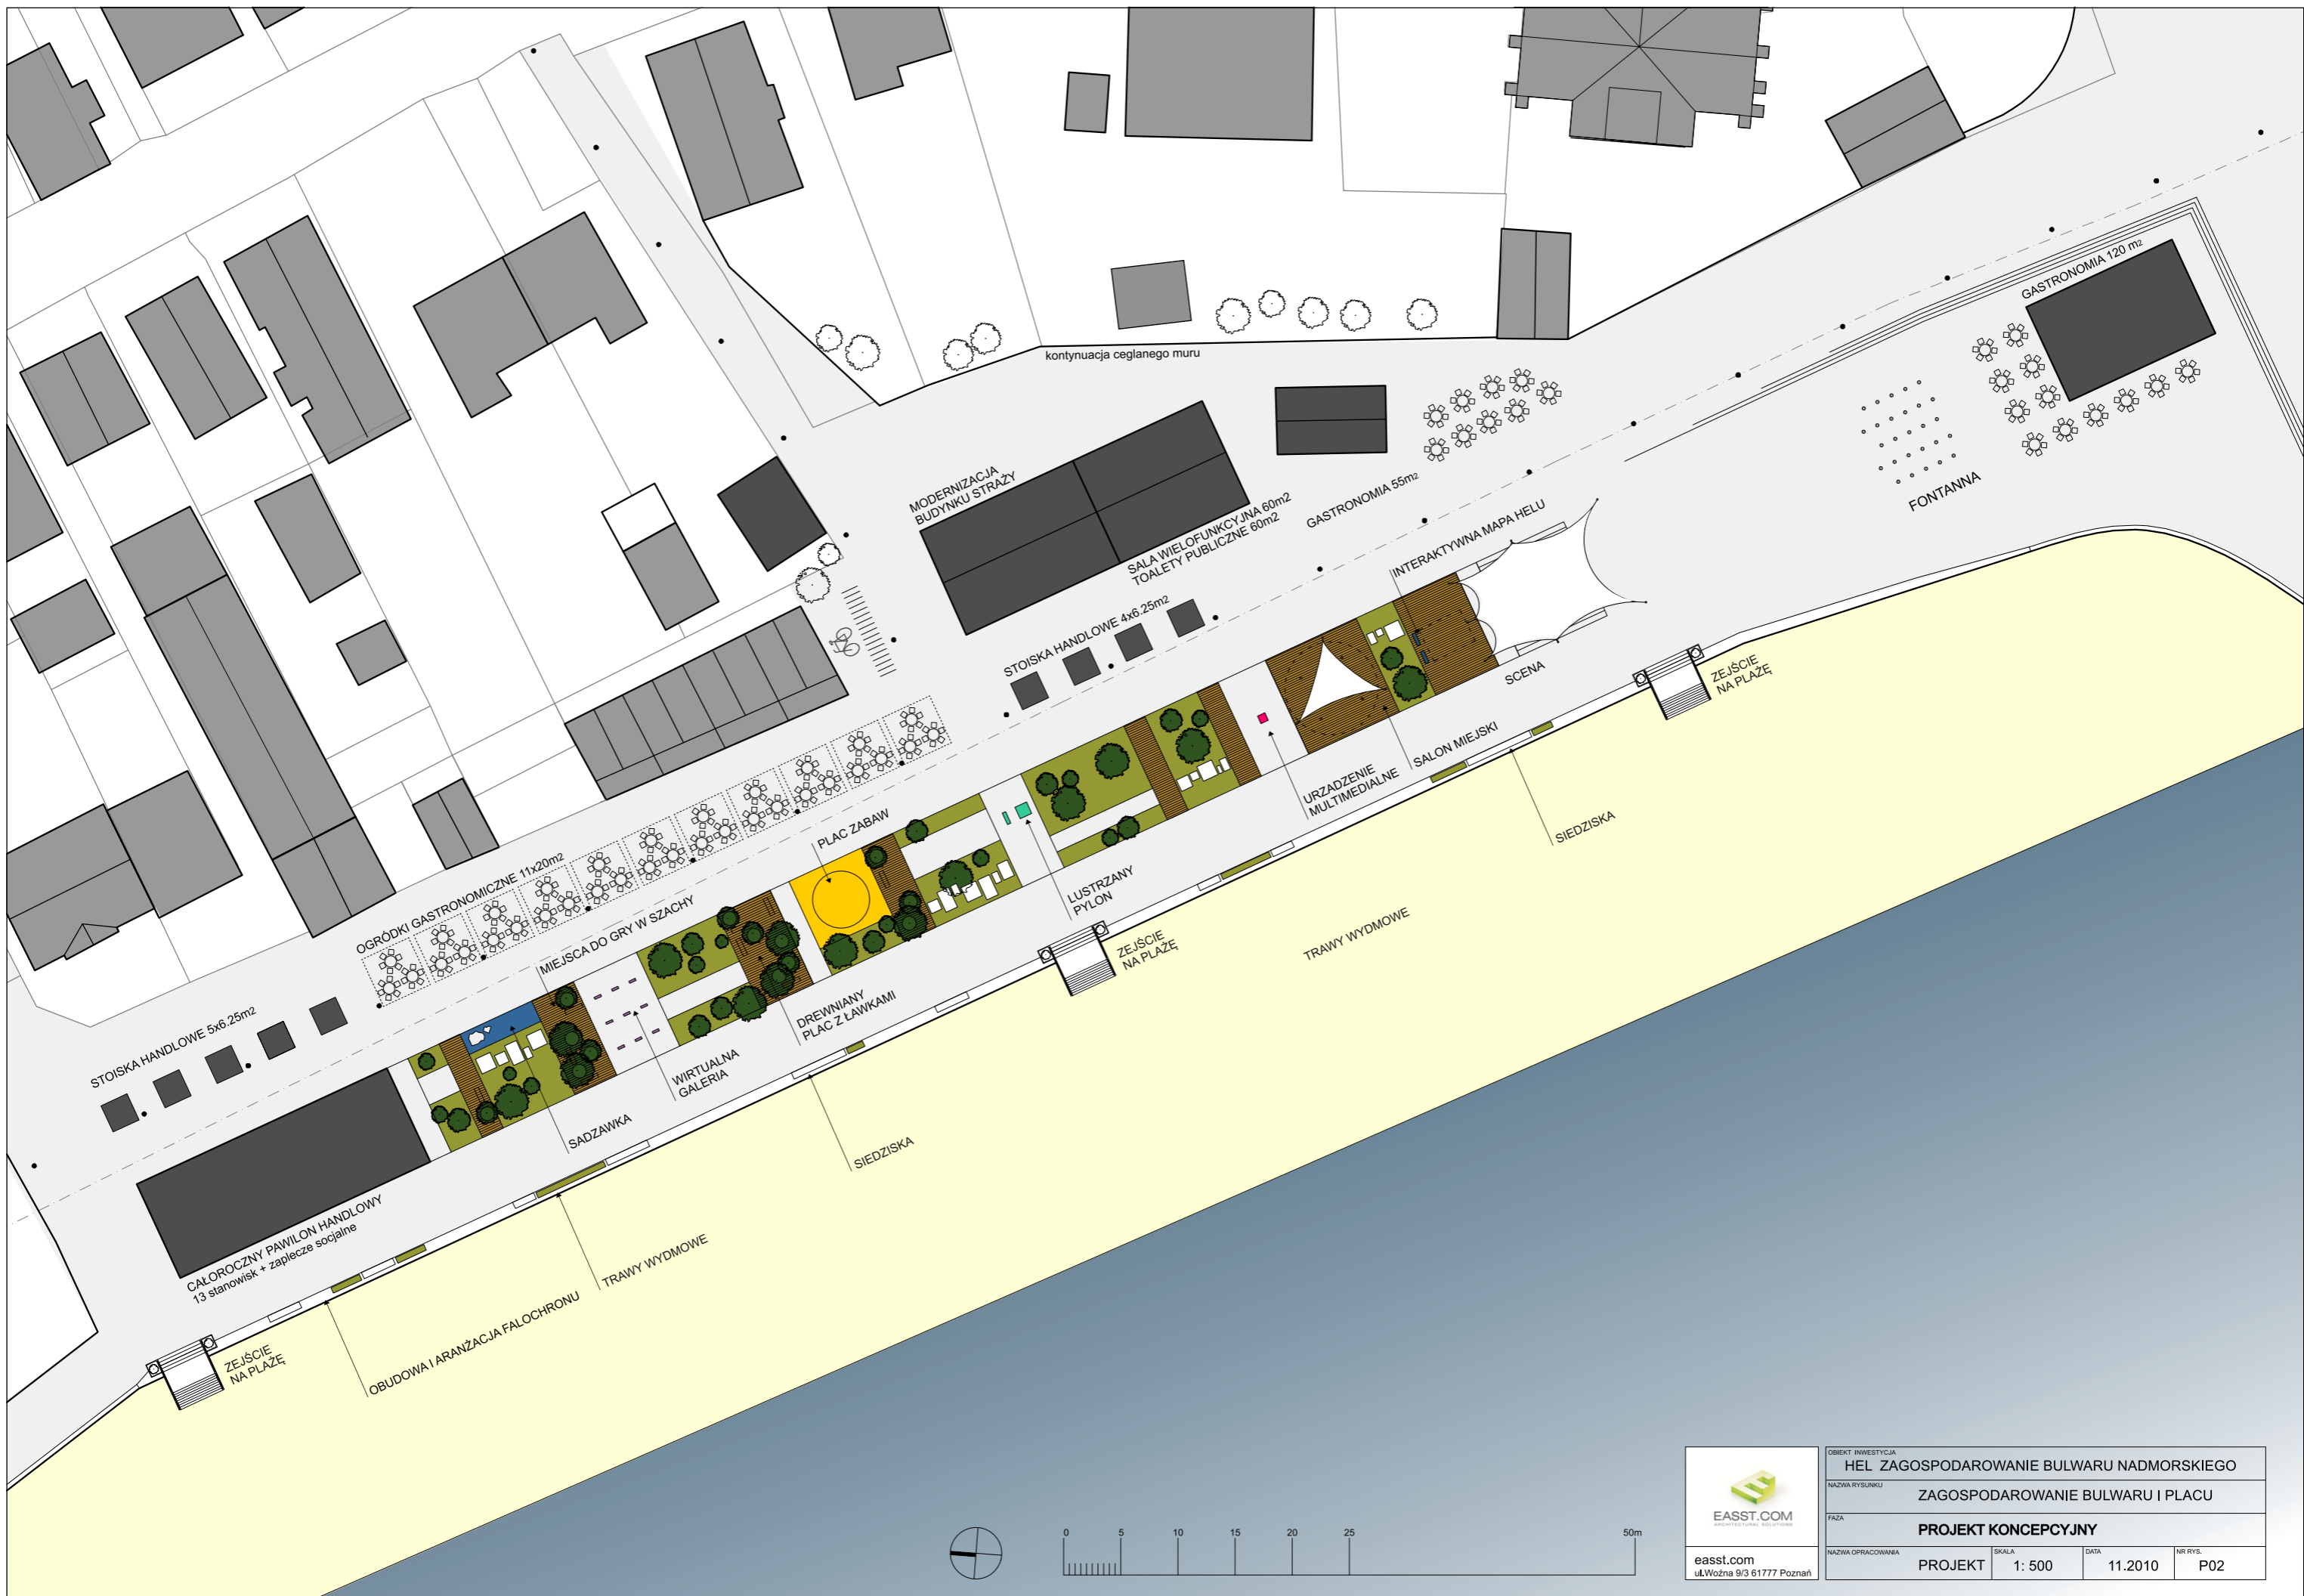 kontynuacja ceglanego muru
GASTRONOMIA 120 m2
MODERNIZACJA
BUDYNKU STRAŻY
SALA WIELOFUNKCYJNA 60m2
TOALETY PUBLICZNE 60m2
GASTRONOMIA 55m2
FONTANNA
INTERAKTYWNA MAPA HELU
STOISKA HANDLOWE 4x6.25m2
SCENA
ZEJŚCIE
NA PLAŻĘ
SALON MIEJSKI
URZADZENIE
MULTIMEDIALNE
SIEDZISKA
PLAC ZABAW
OGRÓDKI GASTRONOMICZNE 11x20m2
MIEJSCA DO GRY W SZACHY
LUSTRZANY
PYLON
ZEJŚCIE
NA PLAŻĘ
TRAWY WYDMOWE
DREWNIANY
PLAC Z ŁAWKAMI
WIRTUALNA
GALERIA
STOISKA HANDLOWE 5x6.25m2
SADZAWKA
SIEDZISKA
CAŁOROCZNY PAWILON HANDLOWY
13 stanowisk + zaplecze socjalne
TRAWY WYDMOWE
OBUDOWA I ARANŻACJA FALOCHRONU
ZEJŚCIE
NA PLAŻĘ
0 5 10 15 20 25 50m
EASST.COM
ARCHITECTURAL SOLUTIONS
easst.com
ul.Woźna 9/3 61777 Poznań
OBIEKT INWESTYCJA
HEL ZAGOSPODAROWANIE BULWARU NADMORSKIEGO
NAZWA RYSUNKU
ZAGOSPODAROWANIE BULWARU I PLACU
FAZA
PROJEKT KONCEPCYJNY
NAZWA OPRACOWANIA
PROJEKT
SKALA
1: 500
DATA
11.2010
NR RYS.
P02